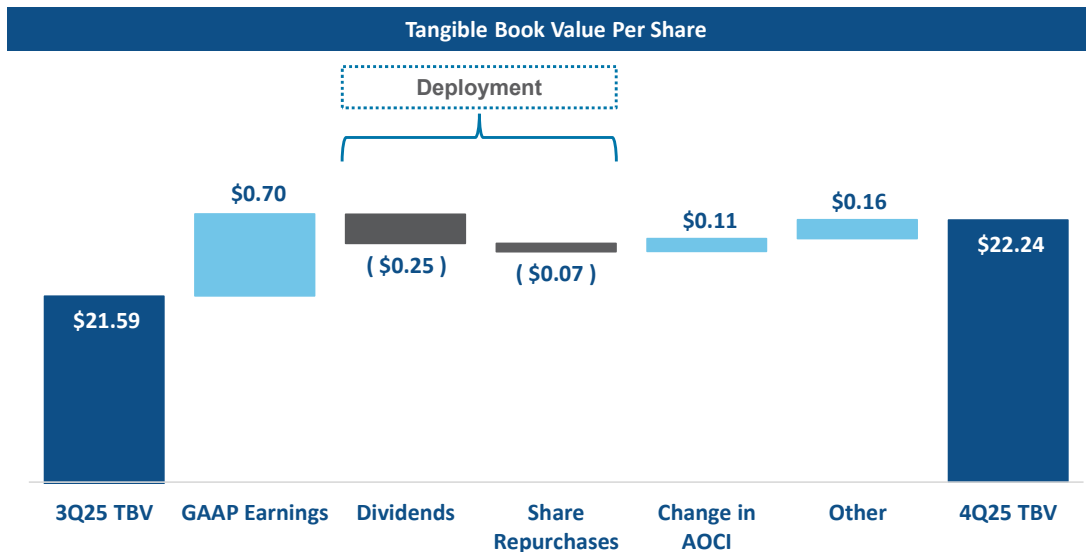 Tangible Book Value Per Share
Deployment
$0.70
$0.16
$0.11
$22.24
( $0.25 )
( $0.07 )
$21.59
3Q25 TBV
GAAP Earnings
Dividends
Share
Repurchases
Change in
AOCI
Other
4Q25 TBV